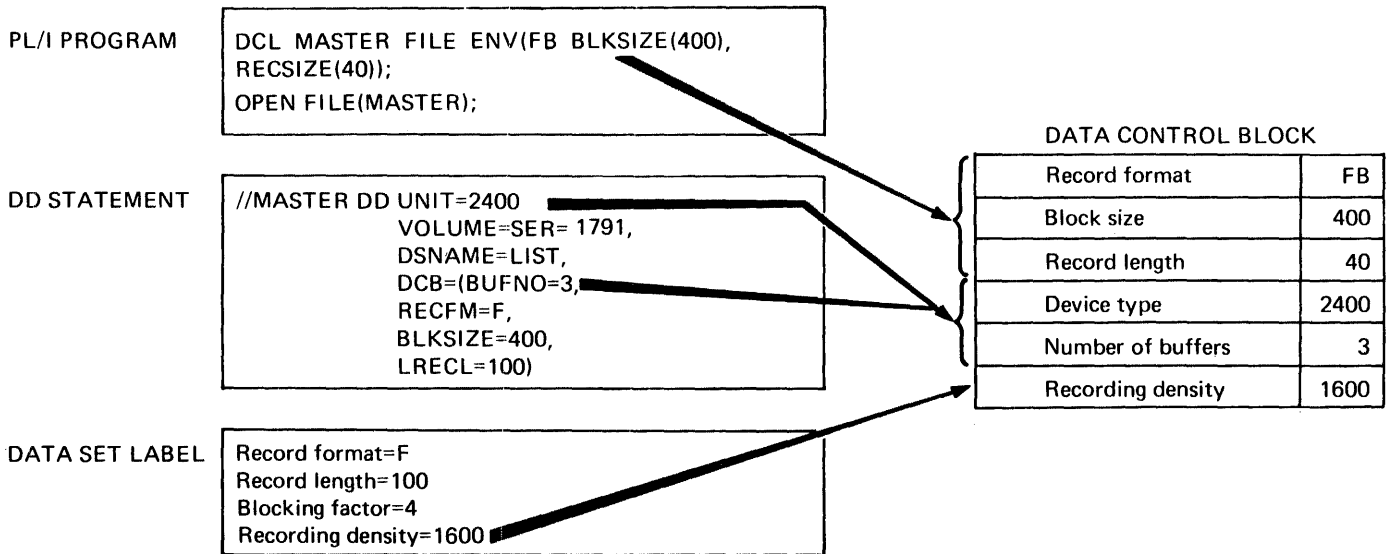 PL/I PROGRAM
DCL MASTER FILE ENV(FB BLKSIZE(400),
RECSIZE(40));
OPEN FILE(MASTER);
DD STATEMENT
//MASTER DD UNIT=2400
VOLUME=SER= 1791,
DSNAME=LIST,
DCB=(BUFNO=3,
RECFM=F,
BLKSIZE=400,
LRECL=100)
DATA SET LABEL
Record format=F
Record length=100
Blocking factor=4
Recording density=1600
DATA CONTROL BLOCK
Record format FB
Block size 400
Record length 40
Device type 2400
Number of buffers 3
Recording density 1600